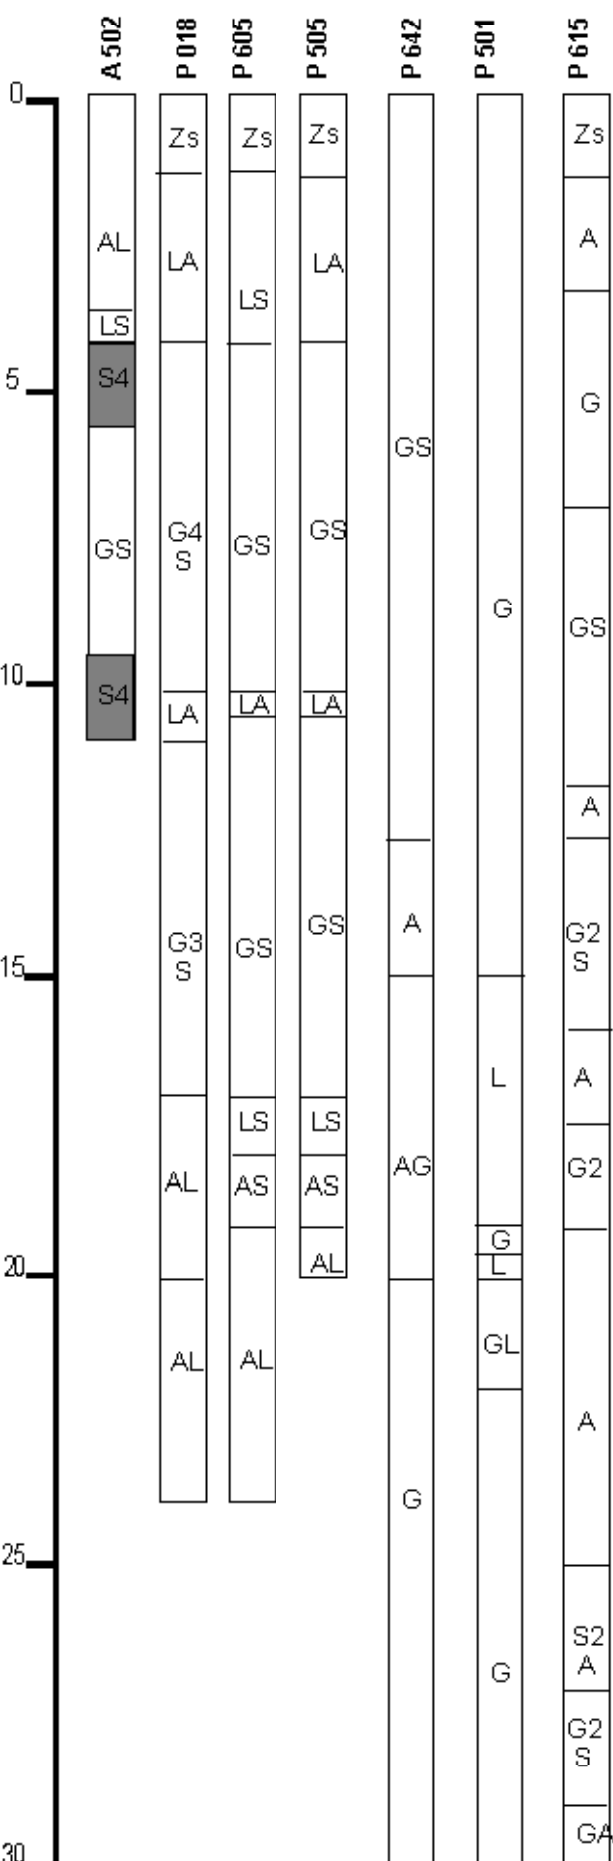 A 502
P 018
P 605
P 505
P 642
P 501
P 615
0
5
10
15
20
25
30
AL
LS
S4
GS
S4
Zs
LA
G4
S
LA
G3
S
AL
AL
Zs
LS
GS
LA
GS
LS
AS
AL
Zs
LA
GS
LA
GS
LS
AS
AL
GS
A
AG
G
G
L
G
L
GL
G
Zs
A
G
GS
A
G2
S
A
G2
A
S2
A
G2
S
GA